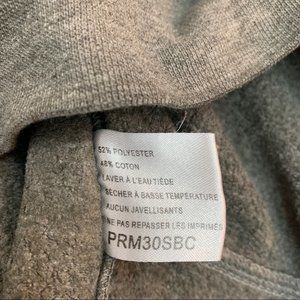 52% POLYESTER
48% COTON
LAVER À L'EAU TIÈDE
SÉCHER À BASSE TEMPÉRATURE
AUCUN JAVELLISANTS
NE PAS REPASSER LES IMPRIMÉS
PRM30SBC